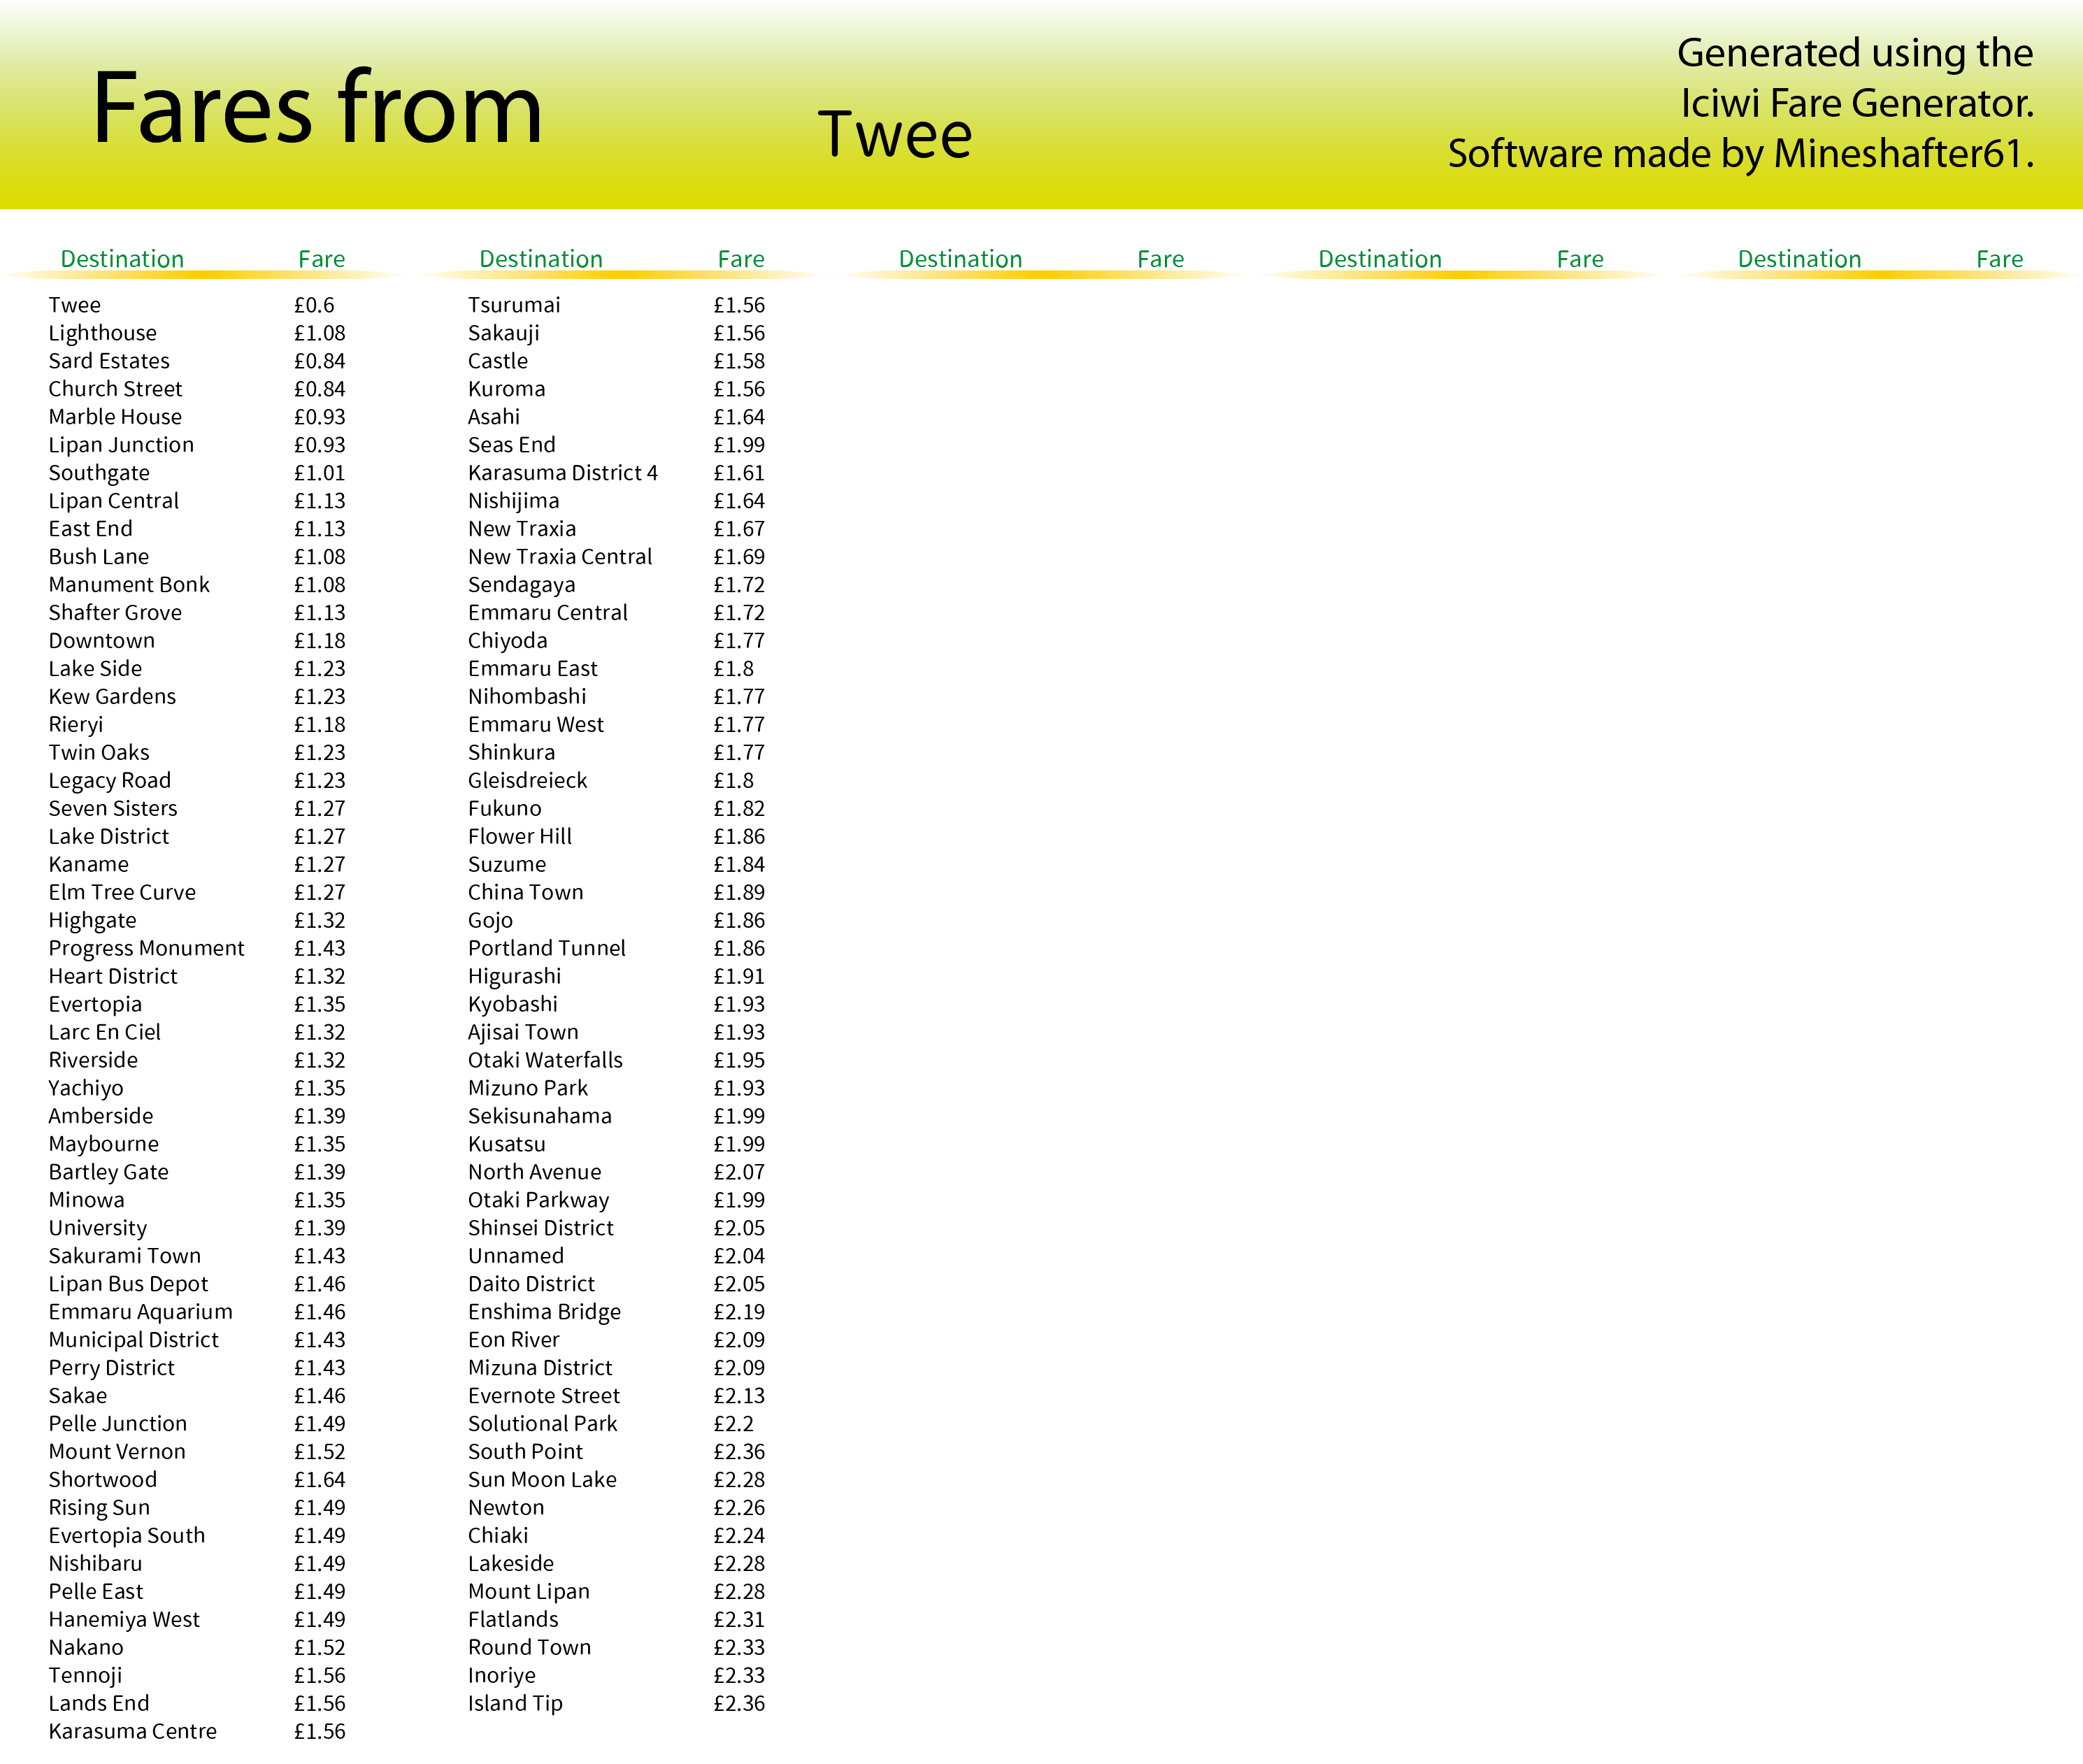 Fares from
Twee
Generated using the
Iciwi Fare Generator.
Software made by Mineshafter61.
Destination Fare Destination Fare Destination Fare Destination Fare Destination Fare
Twee £0.6
Lighthouse £1.08
Sard Estates £0.84
Church Street £0.84
Marble House £0.93
Lipan Junction £0.93
Southgate £1.01
Lipan Central £1.13
East End £1.13
Bush Lane £1.08
Manument Bonk £1.08
Shafter Grove £1.13
Downtown £1.18
Lake Side £1.23
Kew Gardens £1.23
Rieryi £1.18
Twin Oaks £1.23
Legacy Road £1.23
Seven Sisters £1.27
Lake District £1.27
Kaname £1.27
Elm Tree Curve £1.27
Highgate £1.32
Progress Monument £1.43
Heart District £1.32
Evertopia £1.35
Larc En Ciel £1.32
Riverside £1.32
Yachiyo £1.35
Amberside £1.39
Maybourne £1.35
Bartley Gate £1.39
Minowa £1.35
University £1.39
Sakurami Town £1.43
Lipan Bus Depot £1.46
Emmaru Aquarium £1.46
Municipal District £1.43
Perry District £1.43
Sakae £1.46
Pelle Junction £1.49
Mount Vernon £1.52
Shortwood £1.64
Rising Sun £1.49
Evertopia South £1.49
Nishibaru £1.49
Pelle East £1.49
Hanemiya West £1.49
Nakano £1.52
Tennoji £1.56
Lands End £1.56
Karasuma Centre £1.56
Tsurumai £1.56
Sakauji £1.56
Castle £1.58
Kuroma £1.56
Asahi £1.64
Seas End £1.99
Karasuma District 4 £1.61
Nishijima £1.64
New Traxia £1.67
New Traxia Central £1.69
Sendagaya £1.72
Emmaru Central £1.72
Chiyoda £1.77
Emmaru East £1.8
Nihombashi £1.77
Emmaru West £1.77
Shinkura £1.77
Gleisdreieck £1.8
Fukuno £1.82
Flower Hill £1.86
Suzume £1.84
China Town £1.89
Gojo £1.86
Portland Tunnel £1.86
Higurashi £1.91
Kyobashi £1.93
Ajisai Town £1.93
Otaki Waterfalls £1.95
Mizuno Park £1.93
Sekisunahama £1.99
Kusatsu £1.99
North Avenue £2.07
Otaki Parkway £1.99
Shinsei District £2.05
Unnamed £2.04
Daito District £2.05
Enshima Bridge £2.19
Eon River £2.09
Mizuna District £2.09
Evernote Street £2.13
Solutional Park £2.2
South Point £2.36
Sun Moon Lake £2.28
Newton £2.26
Chiaki £2.24
Lakeside £2.28
Mount Lipan £2.28
Flatlands £2.31
Round Town £2.33
Inoriye £2.33
Island Tip £2.36